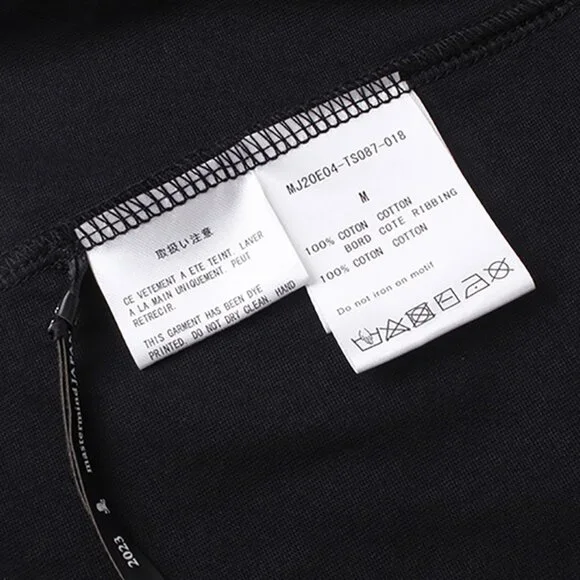 取扱い注意
CE VETEMENT A ETE TEINT. LAVER
A LA MAIN UNIQUEMENT. PEUT
RETRECIR.
THIS GARMENT HAS BEEN DYE
PRINTED. DO NOT DRY CLEAN. HAND
MJ20E04-TS087-018
M
100% COTON COTTON
BORD COTE RIBBING
100% COTON COTTON
Do not iron on motif
mastermind JAPAN
2023